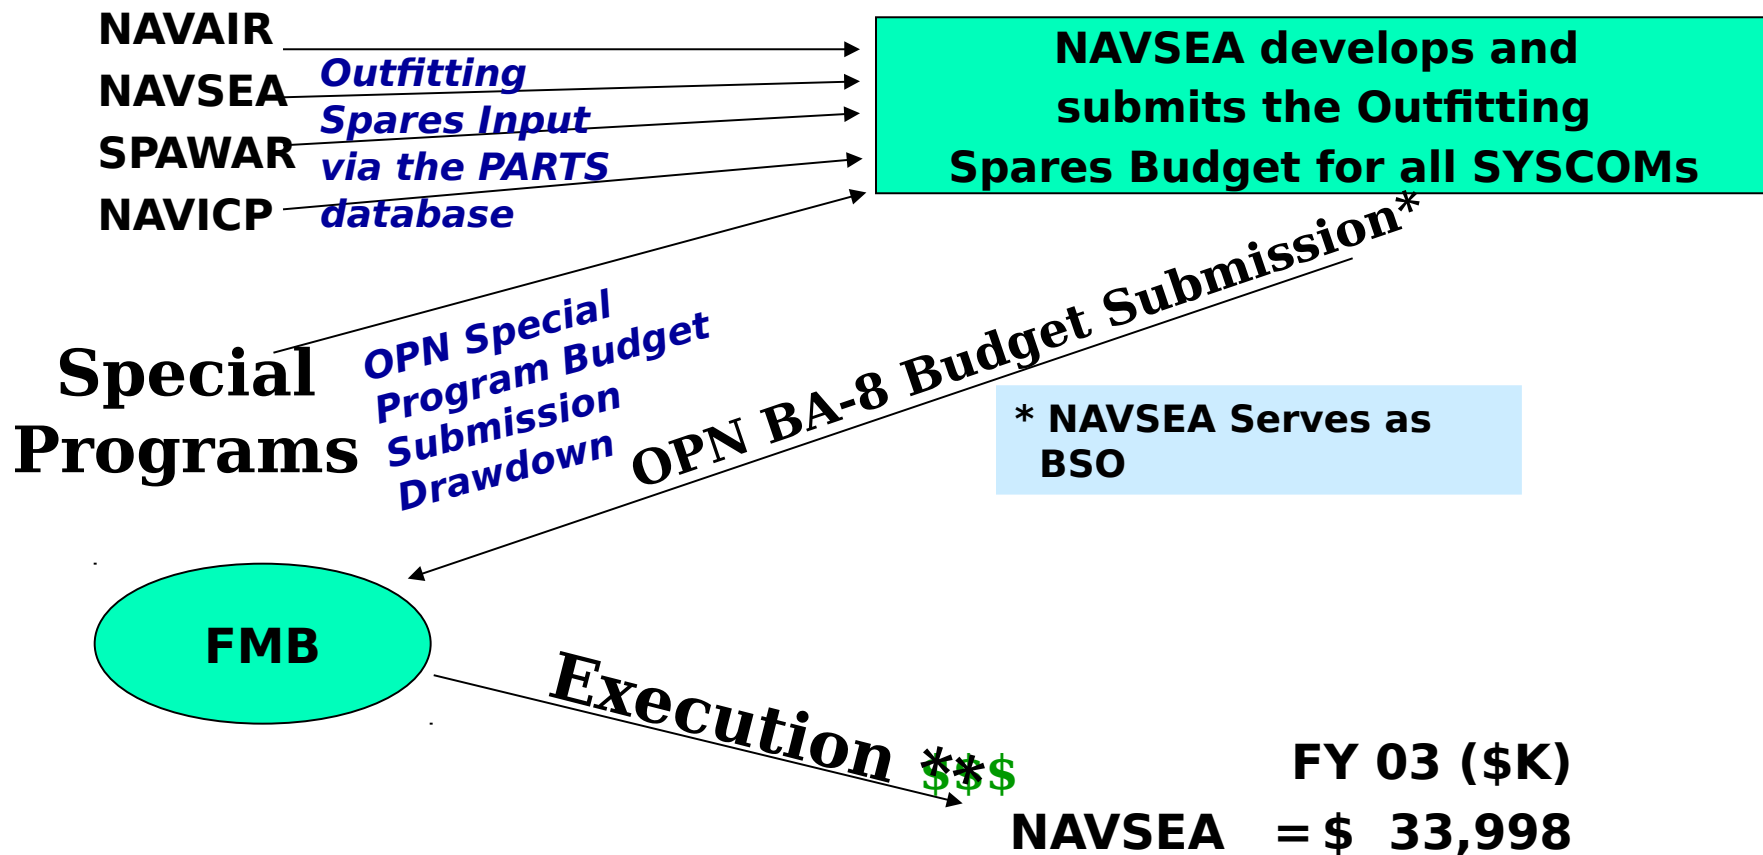 NAVAIR
NAVSEA
SPAWAR
NAVICP
Outfitting
Spares Input
via the PARTS
database
NAVSEA develops and
submits the Outfitting
Spares Budget for all SYSCOMs
Special
Programs
OPN Special
Program Budget
Submission
Drawdown
OPN BA-8 Budget Submission*
* NAVSEA Serves as
BSO
FMB
Execution **
$$$
FY 03 ($K)
NAVSEA = $ 33,998